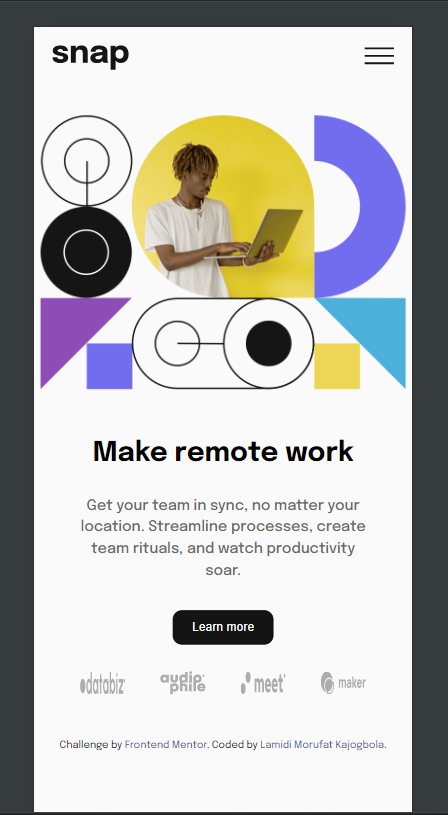 snap
Make remote work
Get your team in sync, no matter your
location. Streamline processes, create
team rituals, and watch productivity
soar.
Learn more
databiz audiophile meet maker
Challenge by Frontend Mentor. Coded by Lamidi Morufat Kajogbola.